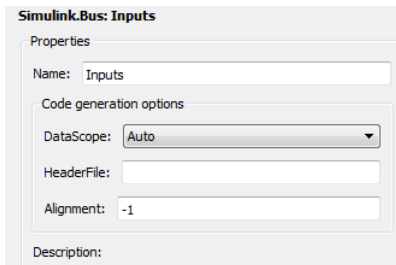 Simulink.Bus: Inputs
Properties
Name: Inputs
Code generation options
DataScope: Auto
HeaderFile:
Alignment: -1
Description: